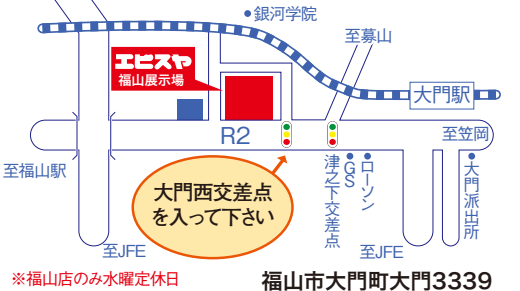 銀河学院
至募山
エビスヤ
福山展示場
大門駅
R2
至笠岡
至福山駅
大門西交差点
を入って下さい
津之下交差点
GS
ローソン
大門派出所
至JFE
至JFE
※福山店のみ水曜定休日
福山市大門町大門3339